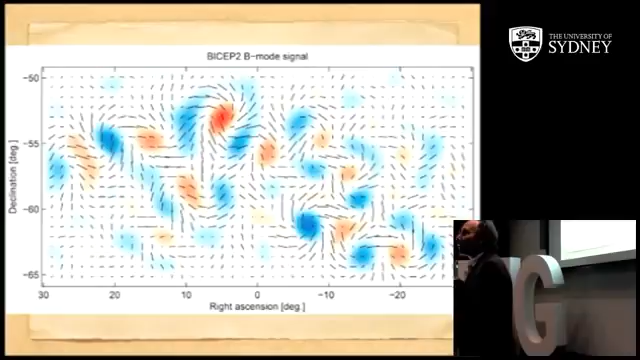 THE UNIVERSITY OF
SYDNEY
BICEP2 B−mode signal
Declination [deg.]
−50
−55
−60
−65
30
20
10
0
−10
−20
Right ascension [deg.]
G